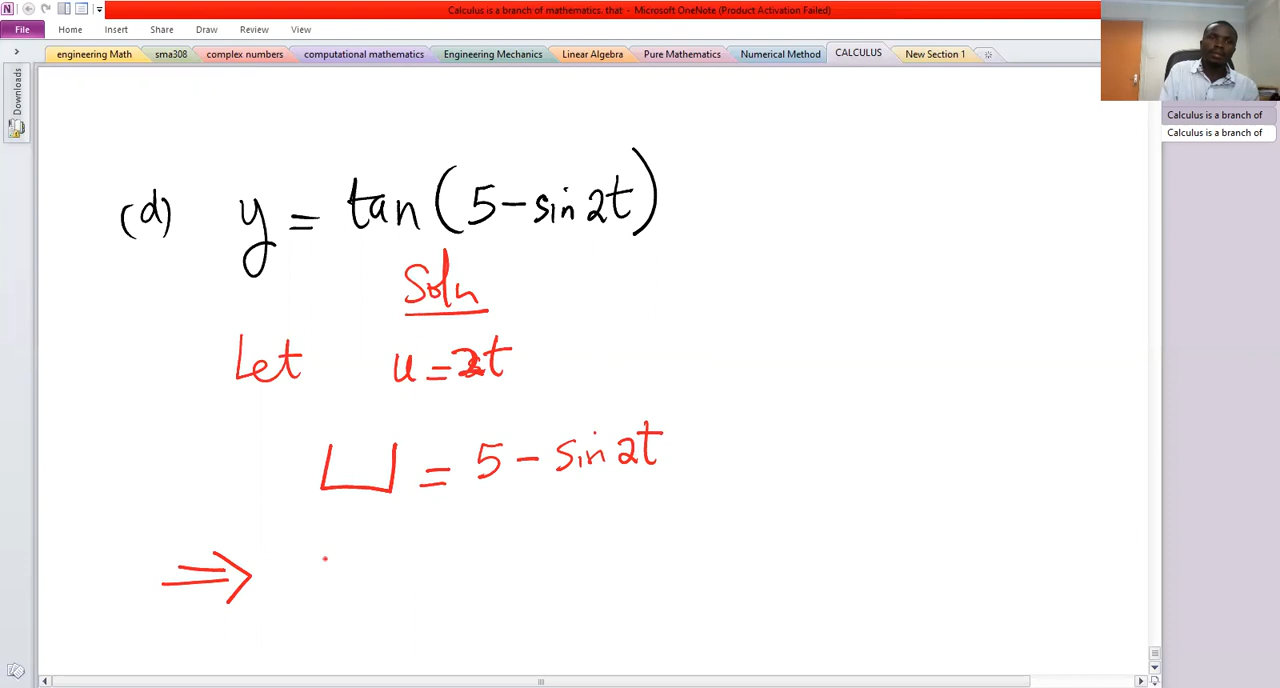 Calculus is a branch of mathematics. that - Microsoft OneNote (Product Activation Failed)
File Home Insert Share Draw Review View
engineering Math sma308 complex numbers computational mathematics Engineering Mechanics Linear Algebra Pure Mathematics Numerical Method CALCULUS New Section 1
Downloads
Calculus is a branch of
Calculus is a branch of
(d) y = tan(5-sin2t)
Soln
Let u = 2t
⊔ = 5 - sin 2t
⇒